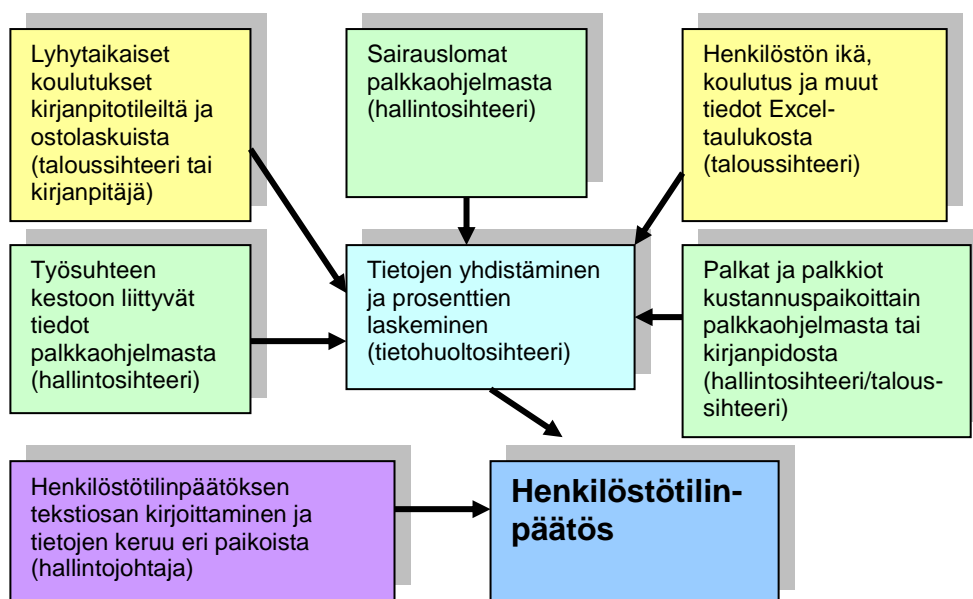 Lyhytaikaiset
koulutukset
kirjanpitotileiltä ja
ostolaskuista
(taloussihteeri tai
kirjanpitäjä)
Sairauslomat
palkkaohjelmasta
(hallintosihteeri)
Henkilöstön ikä,
koulutus ja muut
tiedot Excel-
taulukosta
(taloussihteeri)
Työsuhteen
kestoon liittyvät
tiedot
palkkaohjelmasta
(hallintosihteeri)
Tietojen yhdistäminen
ja prosenttien
laskeminen
(tietohuoltosihteeri)
Palkat ja palkkiot
kustannuspaikoittain
palkkaohjelmasta tai
kirjanpidosta
(hallintosihteeri/talous-
sihteeri)
Henkilöstötilinpäätöksen
tekstiosan kirjoittaminen ja
tietojen keruu eri paikoista
(hallintojohtaja)
Henkilöstötilin-
päätös